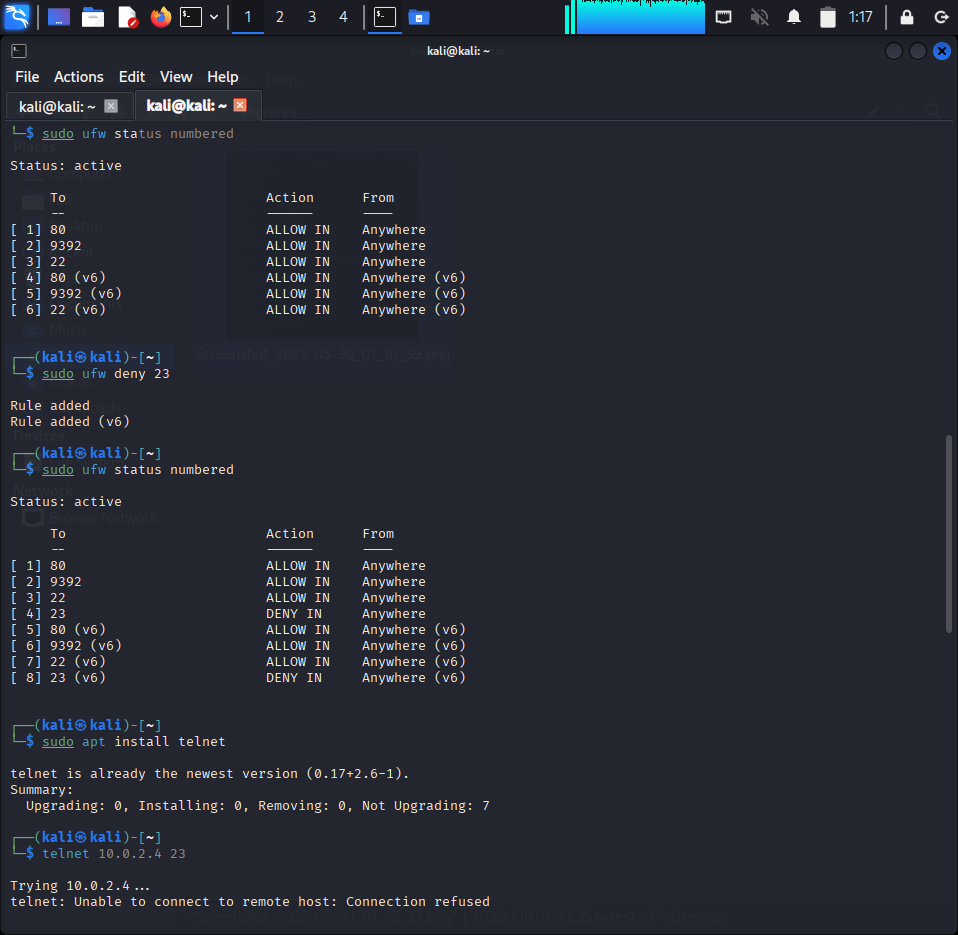 1 2 3 4 1:17
kali@kali: ~
File Actions Edit View Help
kali@kali: ~ kali@kali: ~
└─$ sudo ufw status numbered
Status: active
To Action From
-- ------ ----
[ 1] 80 ALLOW IN Anywhere
[ 2] 9392 ALLOW IN Anywhere
[ 3] 22 ALLOW IN Anywhere
[ 4] 80 (v6) ALLOW IN Anywhere (v6)
[ 5] 9392 (v6) ALLOW IN Anywhere (v6)
[ 6] 22 (v6) ALLOW IN Anywhere (v6)
Music
Screenshot_2025-05-30_01_16_39.png
┌──(kali㉿kali)-[~]
└─$ sudo ufw deny 23
Rule added
Rule added (v6)
Devices
┌──(kali㉿kali)-[~]
└─$ sudo ufw status numbered
Network
Status: active
Browse Network
To Action From
-- ------ ----
[ 1] 80 ALLOW IN Anywhere
[ 2] 9392 ALLOW IN Anywhere
[ 3] 22 ALLOW IN Anywhere
[ 4] 23 DENY IN Anywhere
[ 5] 80 (v6) ALLOW IN Anywhere (v6)
[ 6] 9392 (v6) ALLOW IN Anywhere (v6)
[ 7] 22 (v6) ALLOW IN Anywhere (v6)
[ 8] 23 (v6) DENY IN Anywhere (v6)
┌──(kali㉿kali)-[~]
└─$ sudo apt install telnet
telnet is already the newest version (0.17+2.6-1).
Summary:
Upgrading: 0, Installing: 0, Removing: 0, Not Upgrading: 7
┌──(kali㉿kali)-[~]
└─$ telnet 10.0.2.4 23
Trying 10.0.2.4...
telnet: Unable to connect to remote host: Connection refused